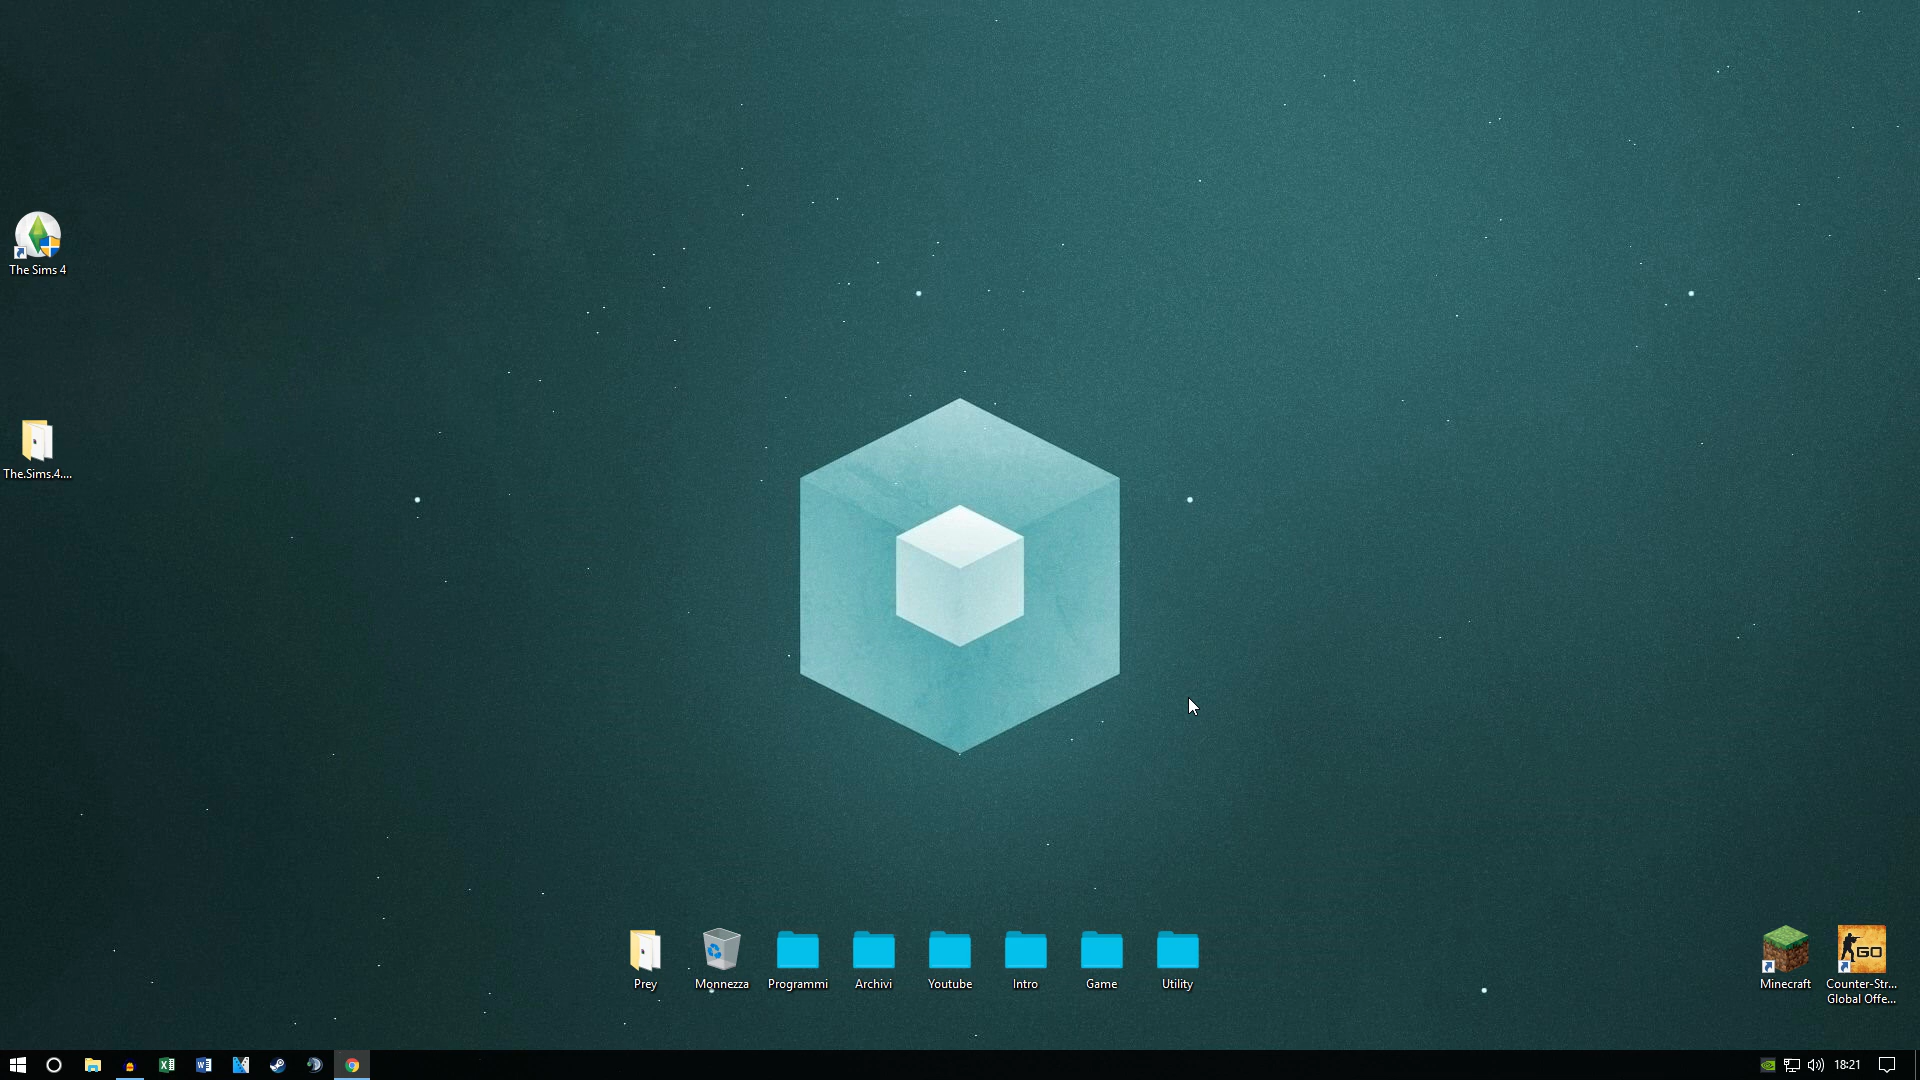 The Sims 4
The.Sims.4....
Prey
Monnezza
Programmi
Archivi
Youtube
Intro
Game
Utility
Minecraft
GO
Counter-Str...
Global Offe...
18:21